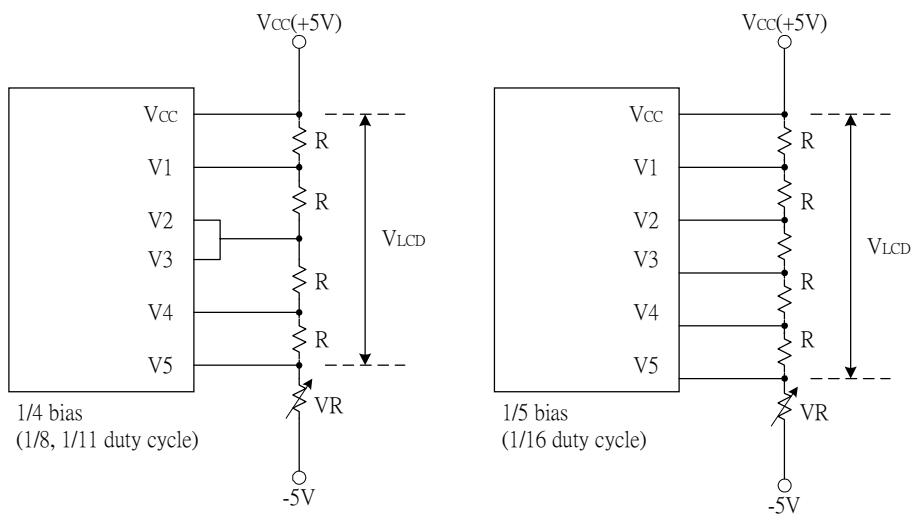 VCC(+5V)
VCC
R
V1
R
V2
V3
VLCD
R
V4
R
V5
VR
1/4 bias
(1/8, 1/11 duty cycle)
-5V
VCC(+5V)
VCC
R
V1
R
V2
R
V3
VLCD
R
V4
R
V5
VR
1/5 bias
(1/16 duty cycle)
-5V